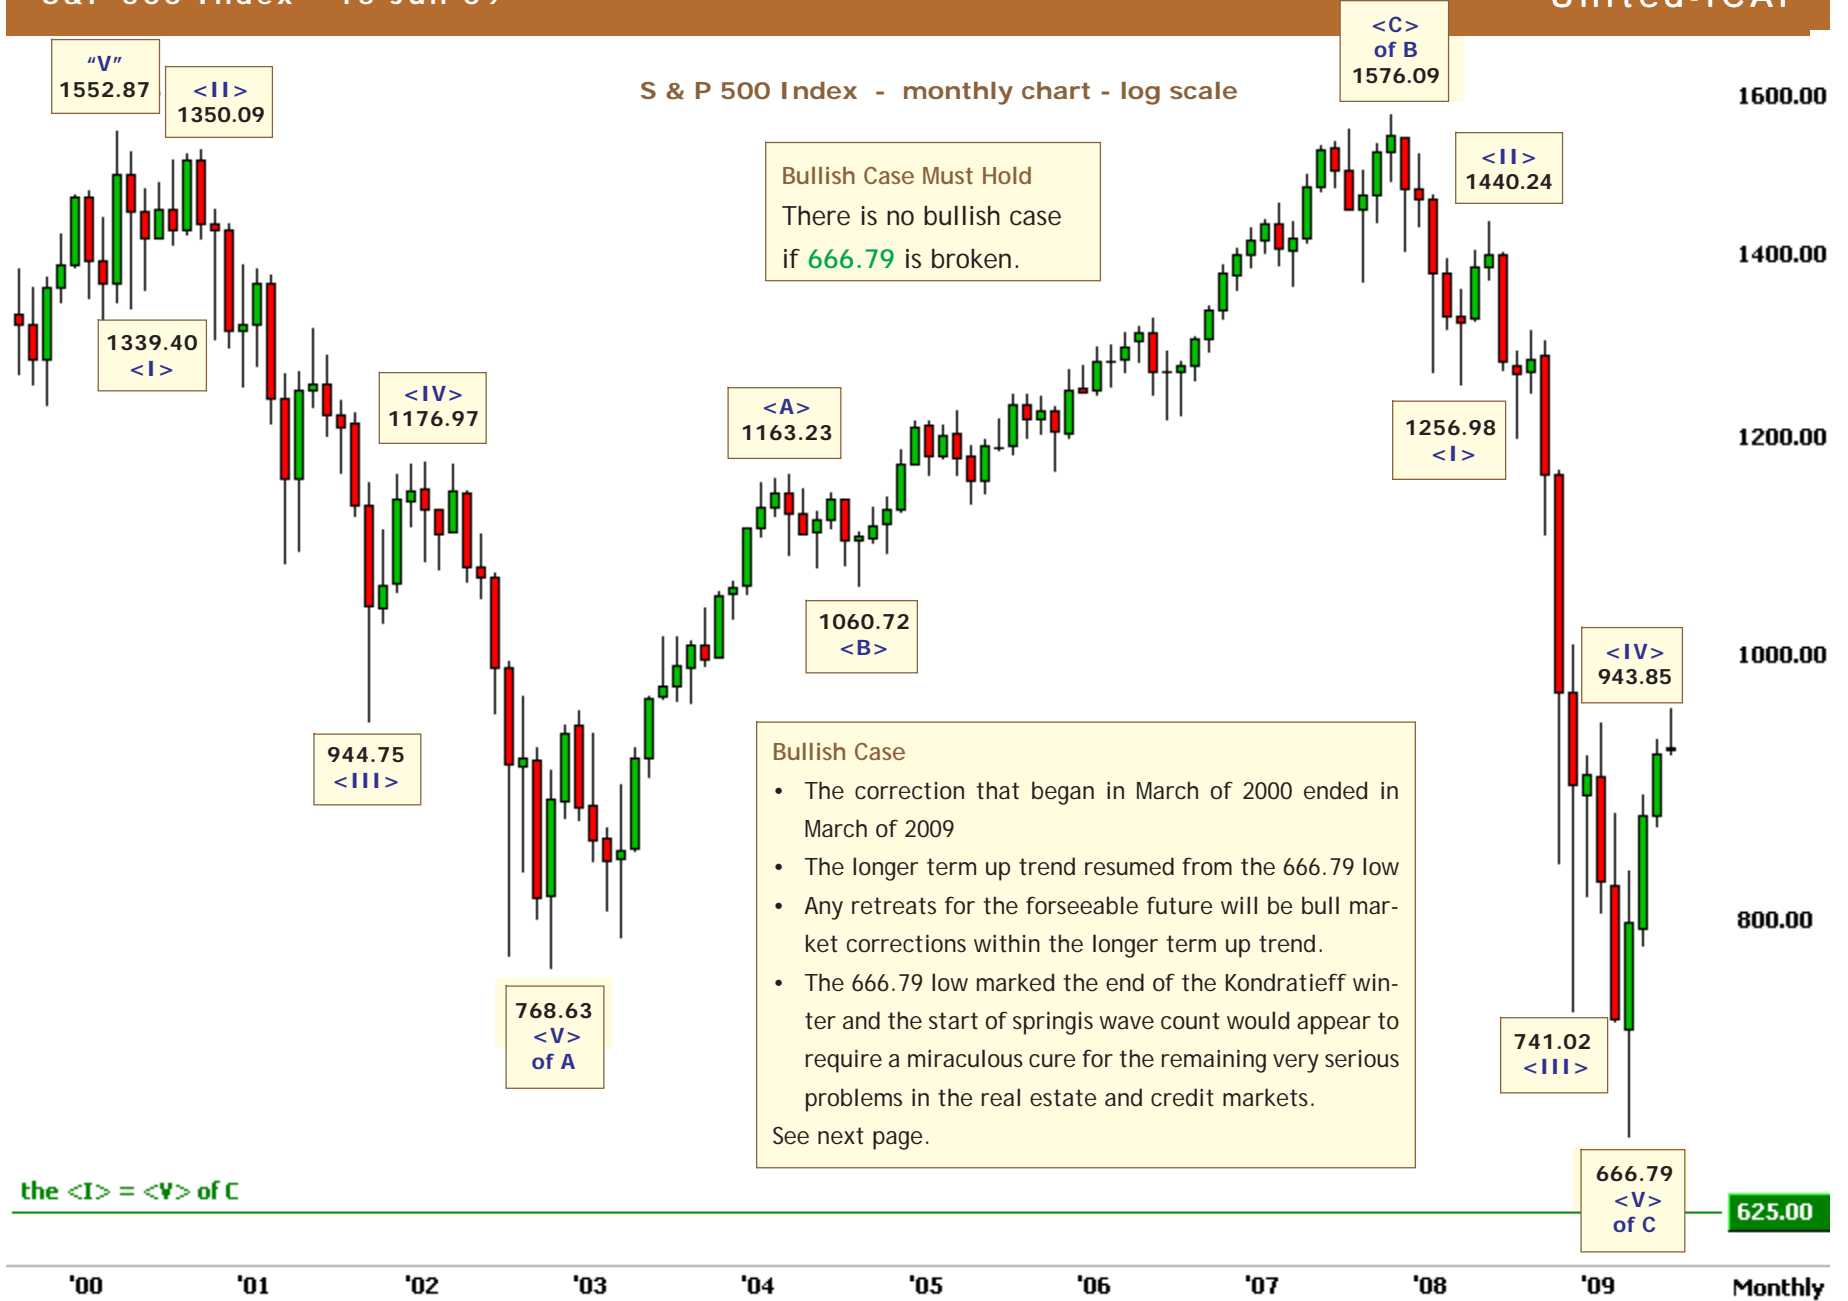 S&P 500 Index - 18 Jun 09
United-ICAP
S & P 500 Index - monthly chart - log scale
"V"
1552.87
<II>
1350.09
1339.40
<I>
<IV>
1176.97
944.75
<III>
768.63
<V>
of A
<A>
1163.23
1060.72
<B>
<C>
of B
1576.09
<II>
1440.24
1256.98
<I>
<IV>
943.85
741.02
<III>
666.79
<V>
of C
Bullish Case Must Hold
There is no bullish case
if 666.79 is broken.
Bullish Case
• The correction that began in March of 2000 ended in
March of 2009
• The longer term up trend resumed from the 666.79 low
• Any retreats for the forseeable future will be bull mar-
ket corrections within the longer term up trend.
• The 666.79 low marked the end of the Kondratieff win-
ter and the start of springis wave count would appear to
require a miraculous cure for the remaining very serious
problems in the real estate and credit markets.
See next page.
the <I> = <V> of C
1600.00
1400.00
1200.00
1000.00
800.00
625.00
'00 '01 '02 '03 '04 '05 '06 '07 '08 '09 Monthly